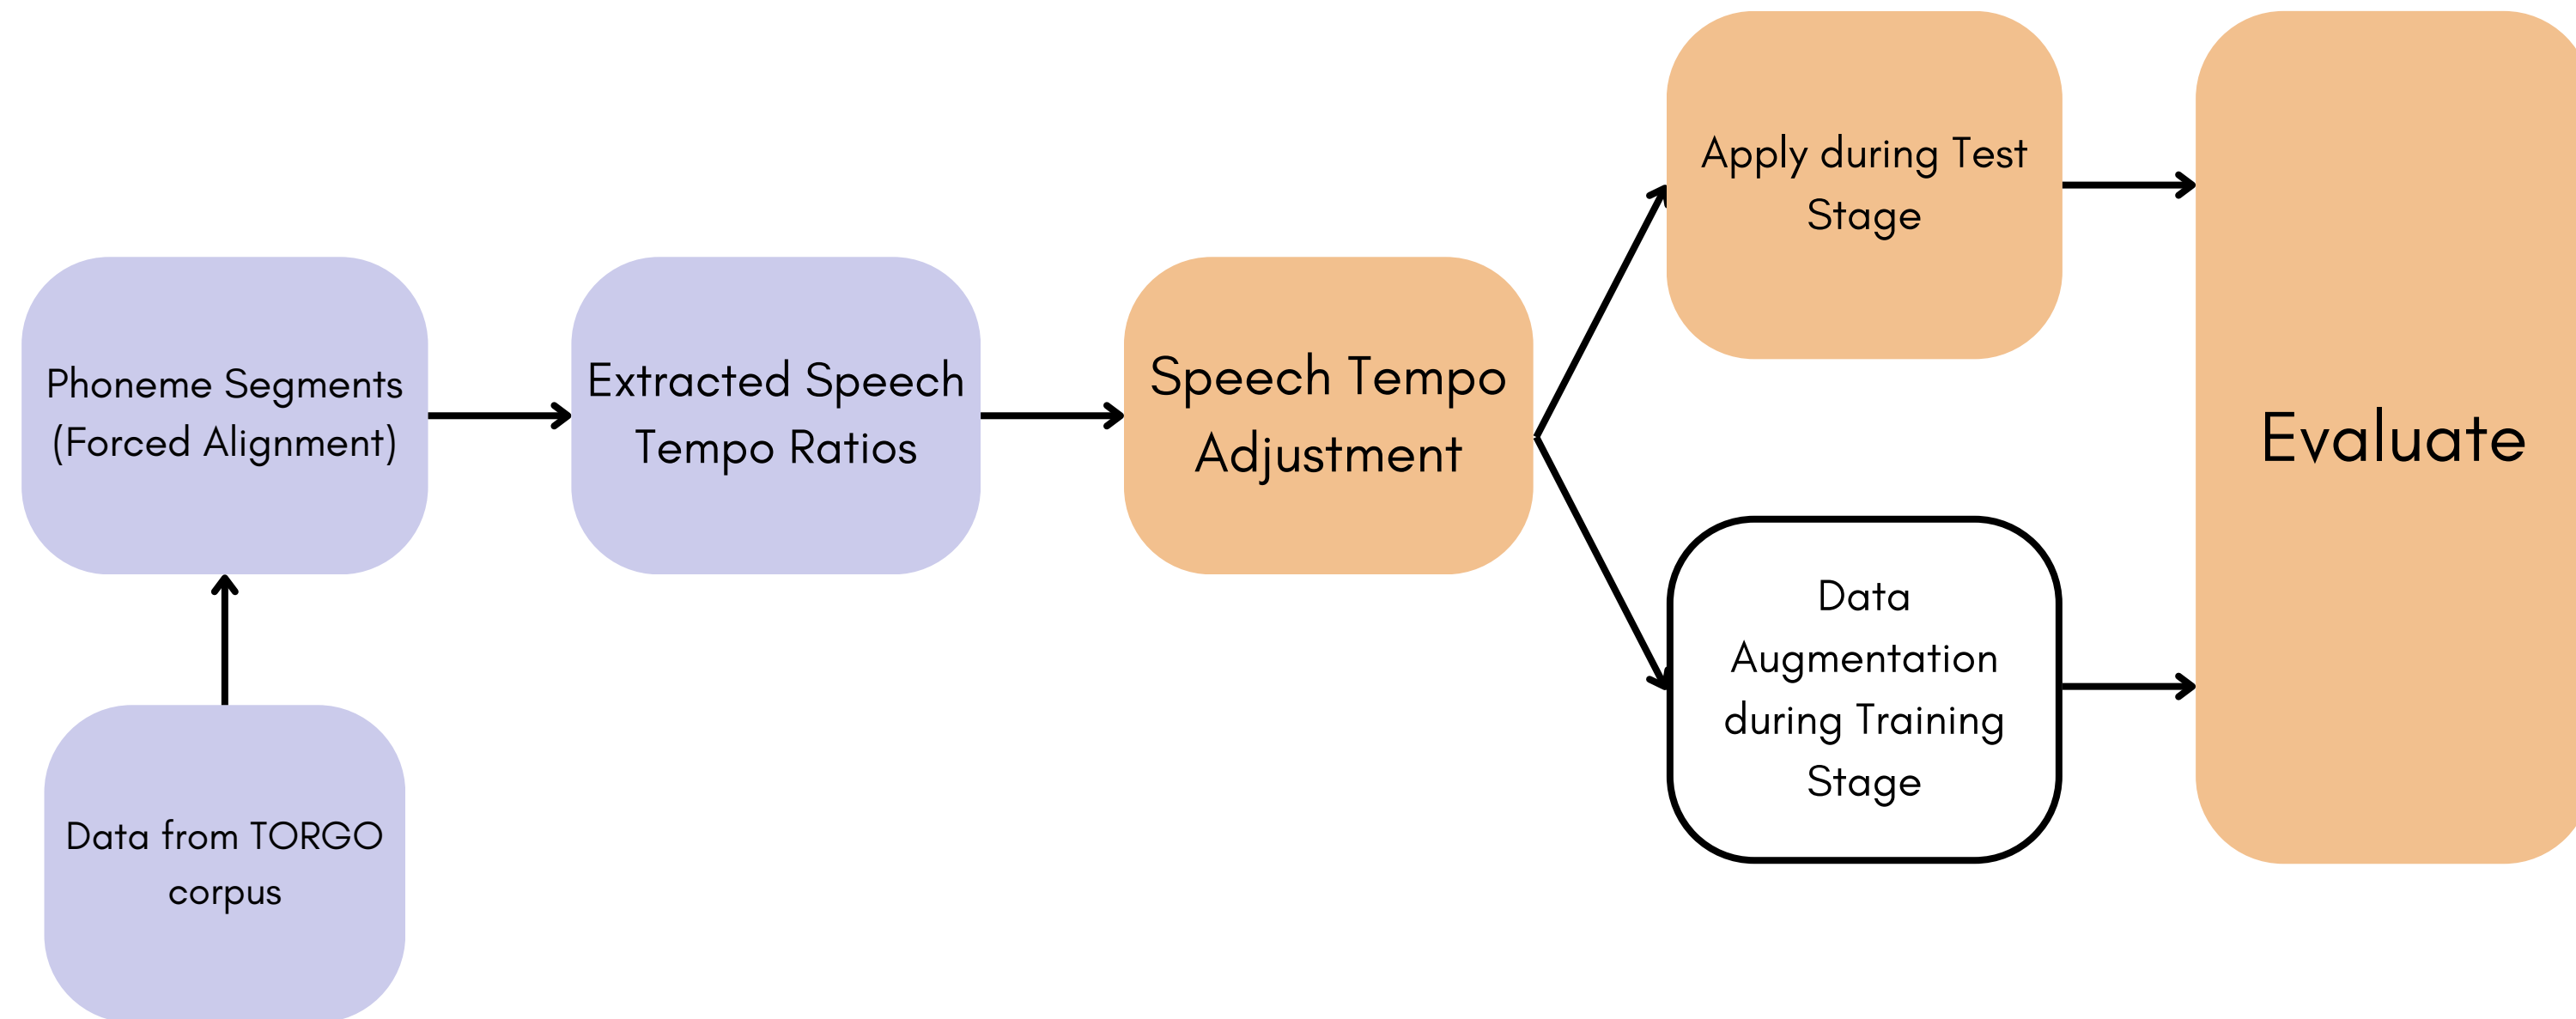 Phoneme Segments
(Forced Alignment)
Data from TORGO
corpus
Extracted Speech
Tempo Ratios
Speech Tempo
Adjustment
Apply during Test
Stage
Data
Augmentation
during Training
Stage
Evaluate